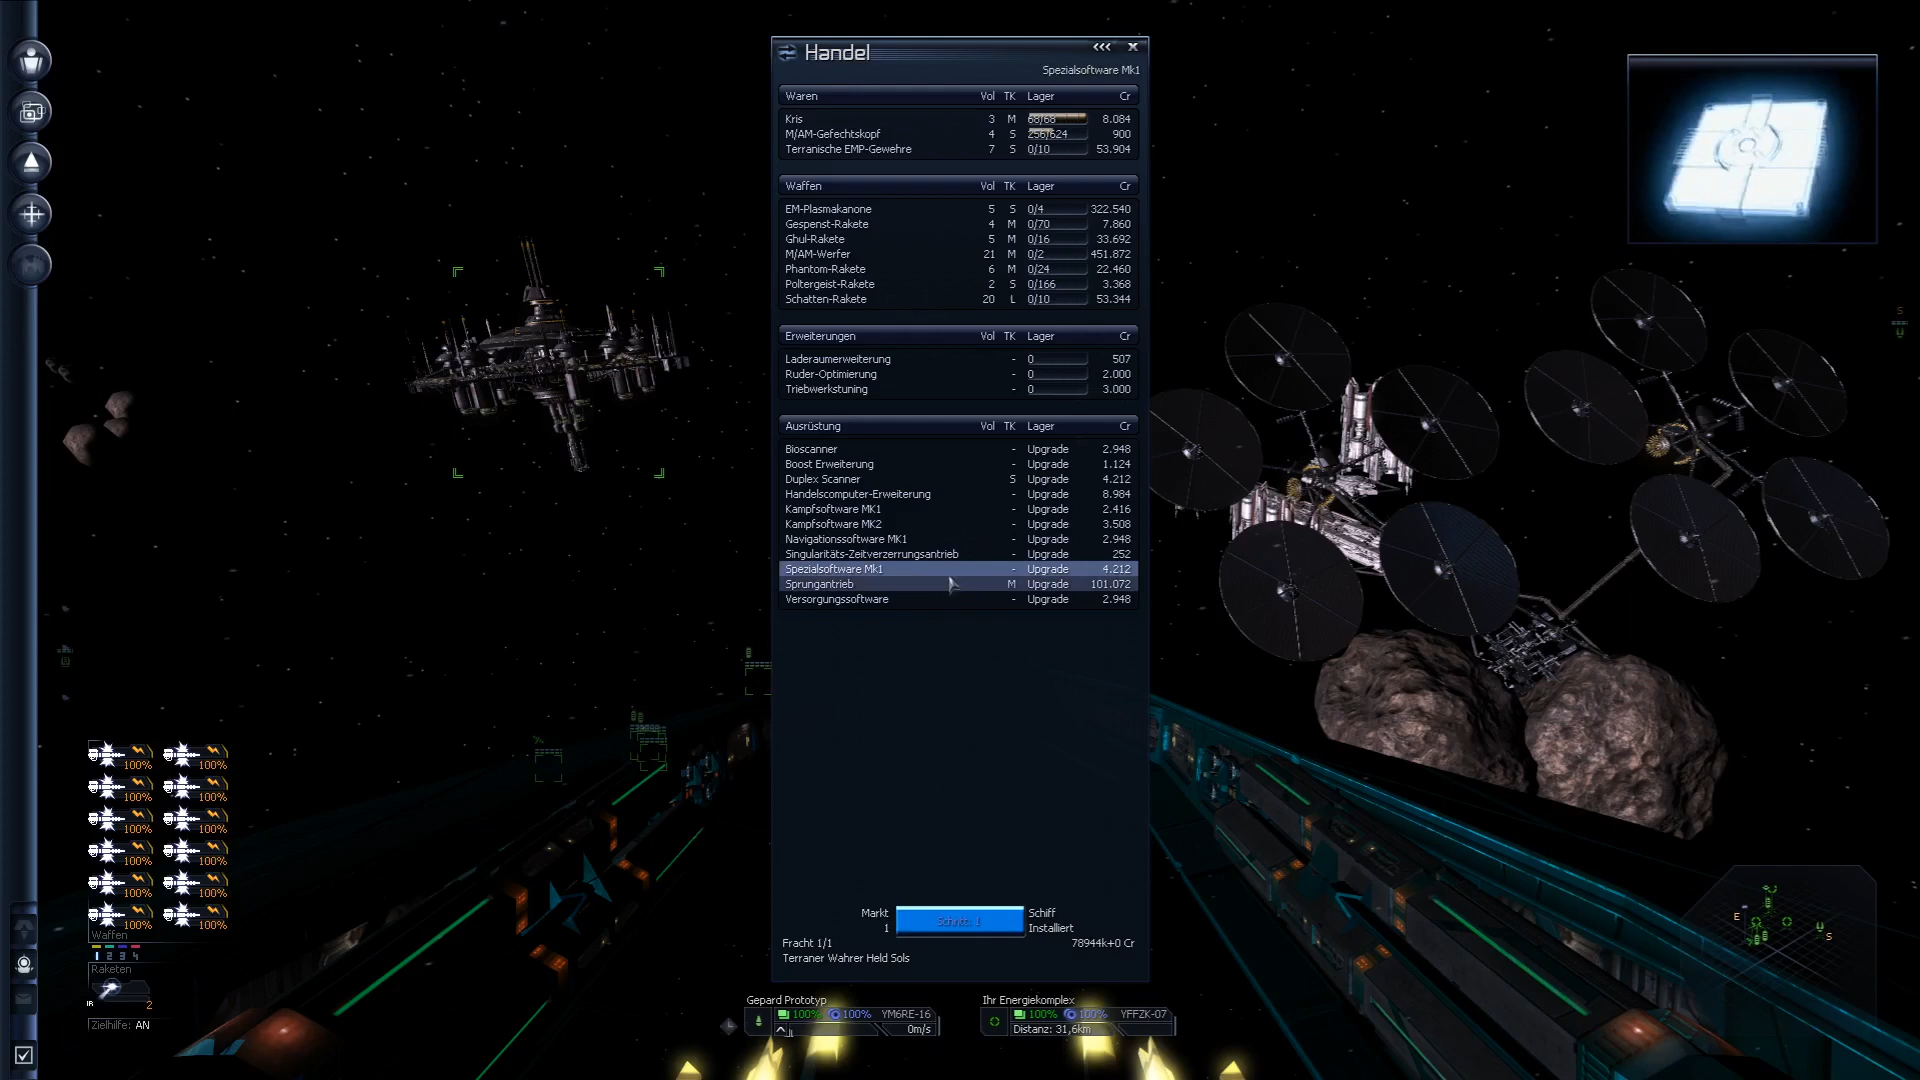 Handel
Spezialsoftware Mk1
Waren Vol TK Lager Cr
Kris 3 M 68/68 8.084
M/AM-Gefechtskopf 4 S 256/624 900
Terranische EMP-Gewehre 7 S 0/10 53.904
Waffen Vol TK Lager Cr
EM-Plasmakanone 5 S 0/4 322.540
Gespenst-Rakete 4 M 0/70 7.860
Ghul-Rakete 5 M 0/16 33.692
M/AM-Werfer 21 M 0/2 451.872
Phantom-Rakete 6 M 0/24 22.460
Poltergeist-Rakete 2 S 0/166 3.368
Schatten-Rakete 20 L 0/10 53.344
Erweiterungen Vol TK Lager Cr
Laderaumerweiterung - 0 507
Ruder-Optimierung - 0 2.000
Triebwerkstuning - 0 3.000
Ausrüstung Vol TK Lager Cr
Bioscanner - Upgrade 2.948
Boost Erweiterung - Upgrade 1.124
Duplex Scanner S Upgrade 4.212
Handelscomputer-Erweiterung - Upgrade 8.984
Kampfsoftware MK1 - Upgrade 2.416
Kampfsoftware MK2 - Upgrade 3.508
Navigationssoftware MK1 - Upgrade 2.948
Singularitäts-Zeitverzerrungsantrieb - Upgrade 252
Spezialsoftware Mk1 - Upgrade 4.212
Sprungantrieb M Upgrade 101.072
Versorgungssoftware - Upgrade 2.948
Markt Schritt: 1 Schiff
1 Installiert
Fracht 1/1 78944k+0 Cr
Terraner Wahrer Held Sols
100% 100%
100% 100%
100% 100%
100% 100%
100% 100%
100% 100%
Waffen
1 2 3 4
Raketen
IR 2
Zielhilfe: AN
Gepard Prototyp
100% 100% YM6RE-16
0m/s
Ihr Energiekomplex
100% 100% YFFZK-07
Distanz: 31,6km
S
E
S